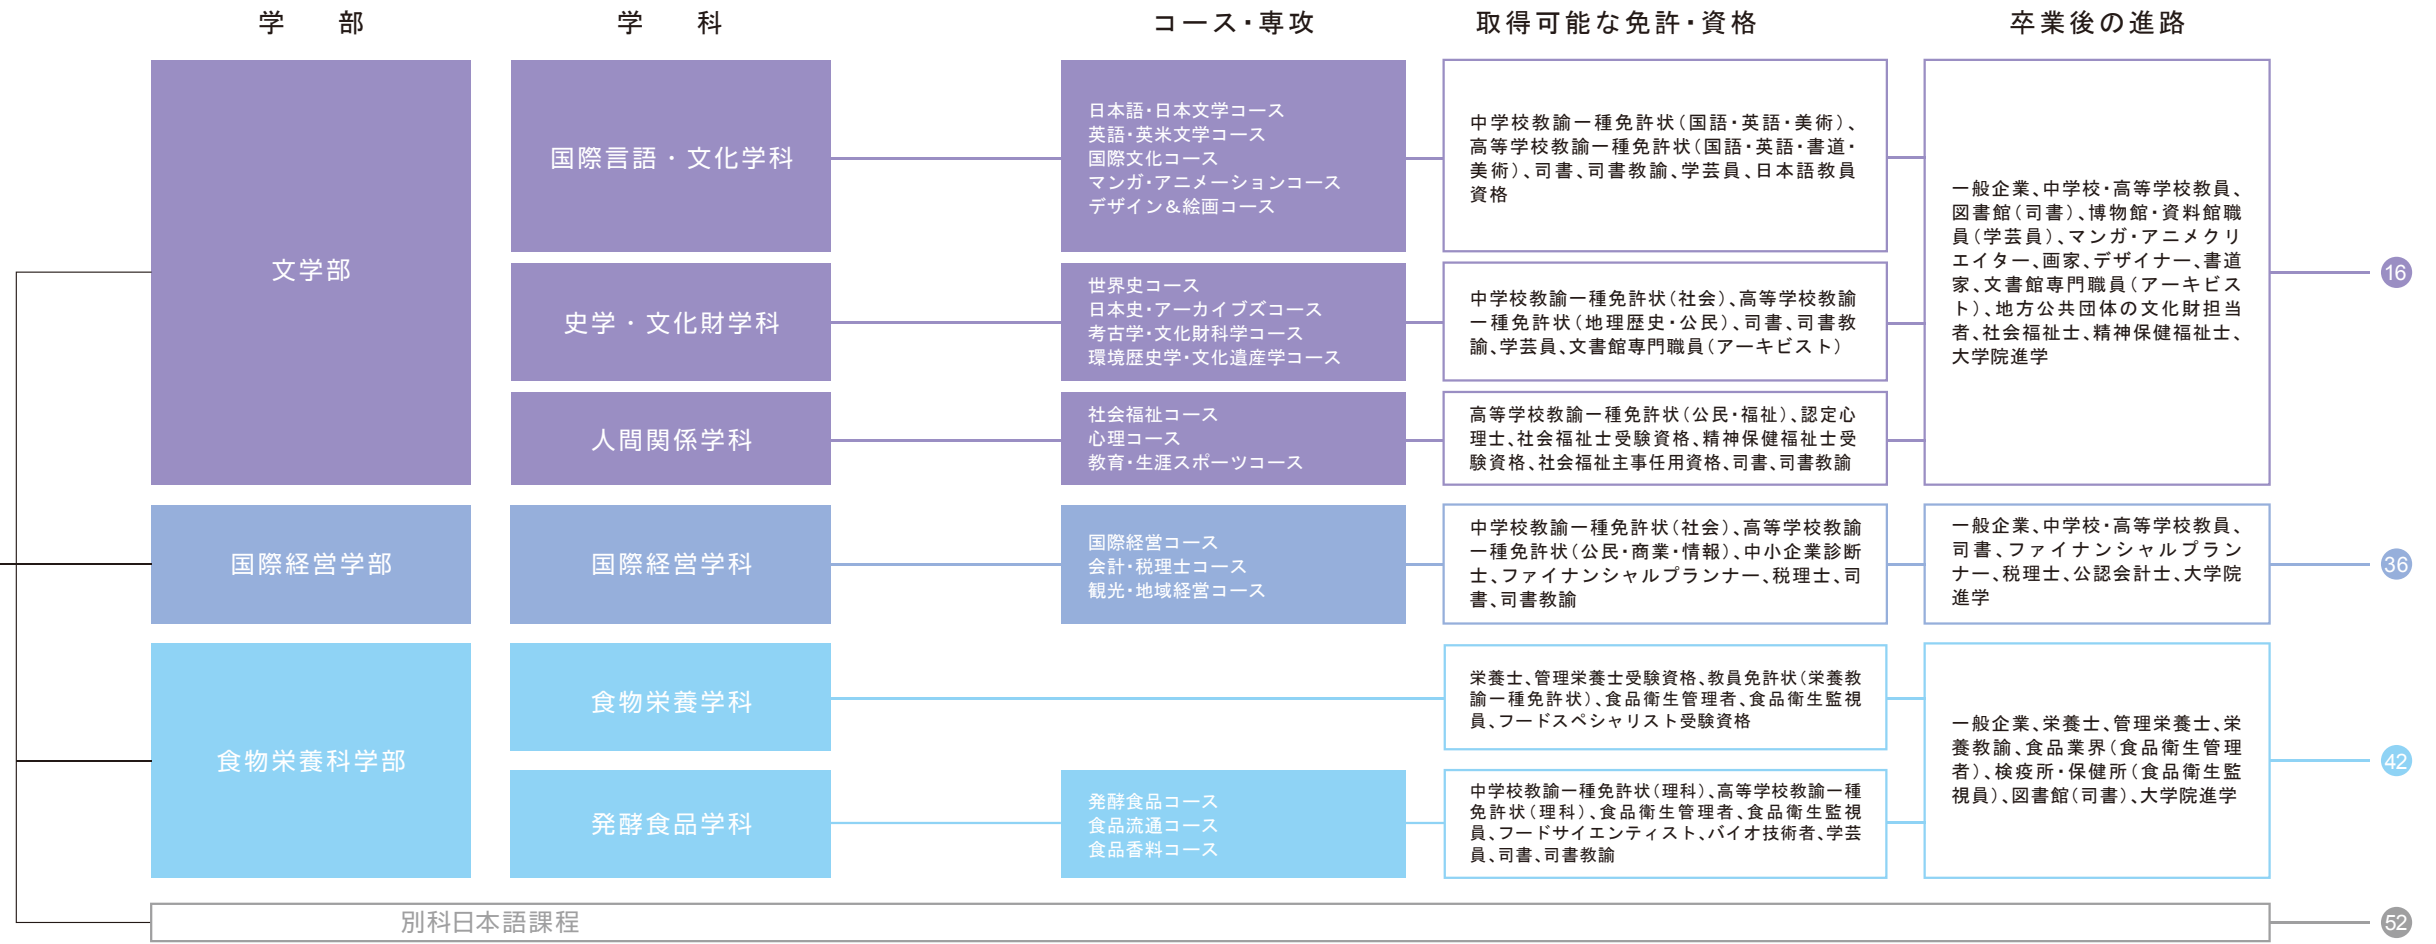 学　部
学　科
コース・専攻
取得可能な免許・資格
卒業後の進路
文学部
国際言語・文化学科
日本語・日本文学コース
英語・英米文学コース
国際文化コース
マンガ・アニメーションコース
デザイン＆絵画コース
中学校教諭一種免許状（国語・英語・美術）、
高等学校教諭一種免許状（国語・英語・書道・
美術）、司書、司書教諭、学芸員、日本語教員
資格
史学・文化財学科
世界史コース
日本史・アーカイブズコース
考古学・文化財科学コース
環境歴史学・文化遺産学コース
中学校教諭一種免許状（社会）、高等学校教諭
一種免許状（地理歴史・公民）、司書、司書教
諭、学芸員、文書館専門職員（アーキビスト）
人間関係学科
社会福祉コース
心理コース
教育・生涯スポーツコース
高等学校教諭一種免許状（公民・福祉）、認定心
理士、社会福祉士受験資格、精神保健福祉士受
験資格、社会福祉主事任用資格、司書、司書教諭
一般企業、中学校・高等学校教員、
図書館（司書）、博物館・資料館職
員（学芸員）、マンガ・アニメクリ
エイター、画家、デザイナー、書道
家、文書館専門職員（アーキビス
ト）、地方公共団体の文化財担当
者、社会福祉士、精神保健福祉士、
大学院進学
16
国際経営学部
国際経営学科
国際経営コース
会計・税理士コース
観光・地域経営コース
中学校教諭一種免許状（社会）、高等学校教諭
一種免許状（公民・商業・情報）、中小企業診断
士、ファイナンシャルプランナー、税理士、司
書、司書教諭
一般企業、中学校・高等学校教員、
司書、ファイナンシャルプラン
ナー、税理士、公認会計士、大学院
進学
36
食物栄養科学部
食物栄養学科
栄養士、管理栄養士受験資格、教員免許状（栄養教
諭一種免許状）、食品衛生管理者、食品衛生監視
員、フードスペシャリスト受験資格
発酵食品学科
発酵食品コース
食品流通コース
食品香料コース
中学校教諭一種免許状（理科）、高等学校教諭一種
免許状（理科）、食品衛生管理者、食品衛生監視
員、フードサイエンティスト、バイオ技術者、学芸
員、司書、司書教諭
一般企業、栄養士、管理栄養士、栄
養教諭、食品業界（食品衛生管理
者）、検疫所・保健所（食品衛生監
視員）、図書館（司書）、大学院進学
42
別科日本語課程
52